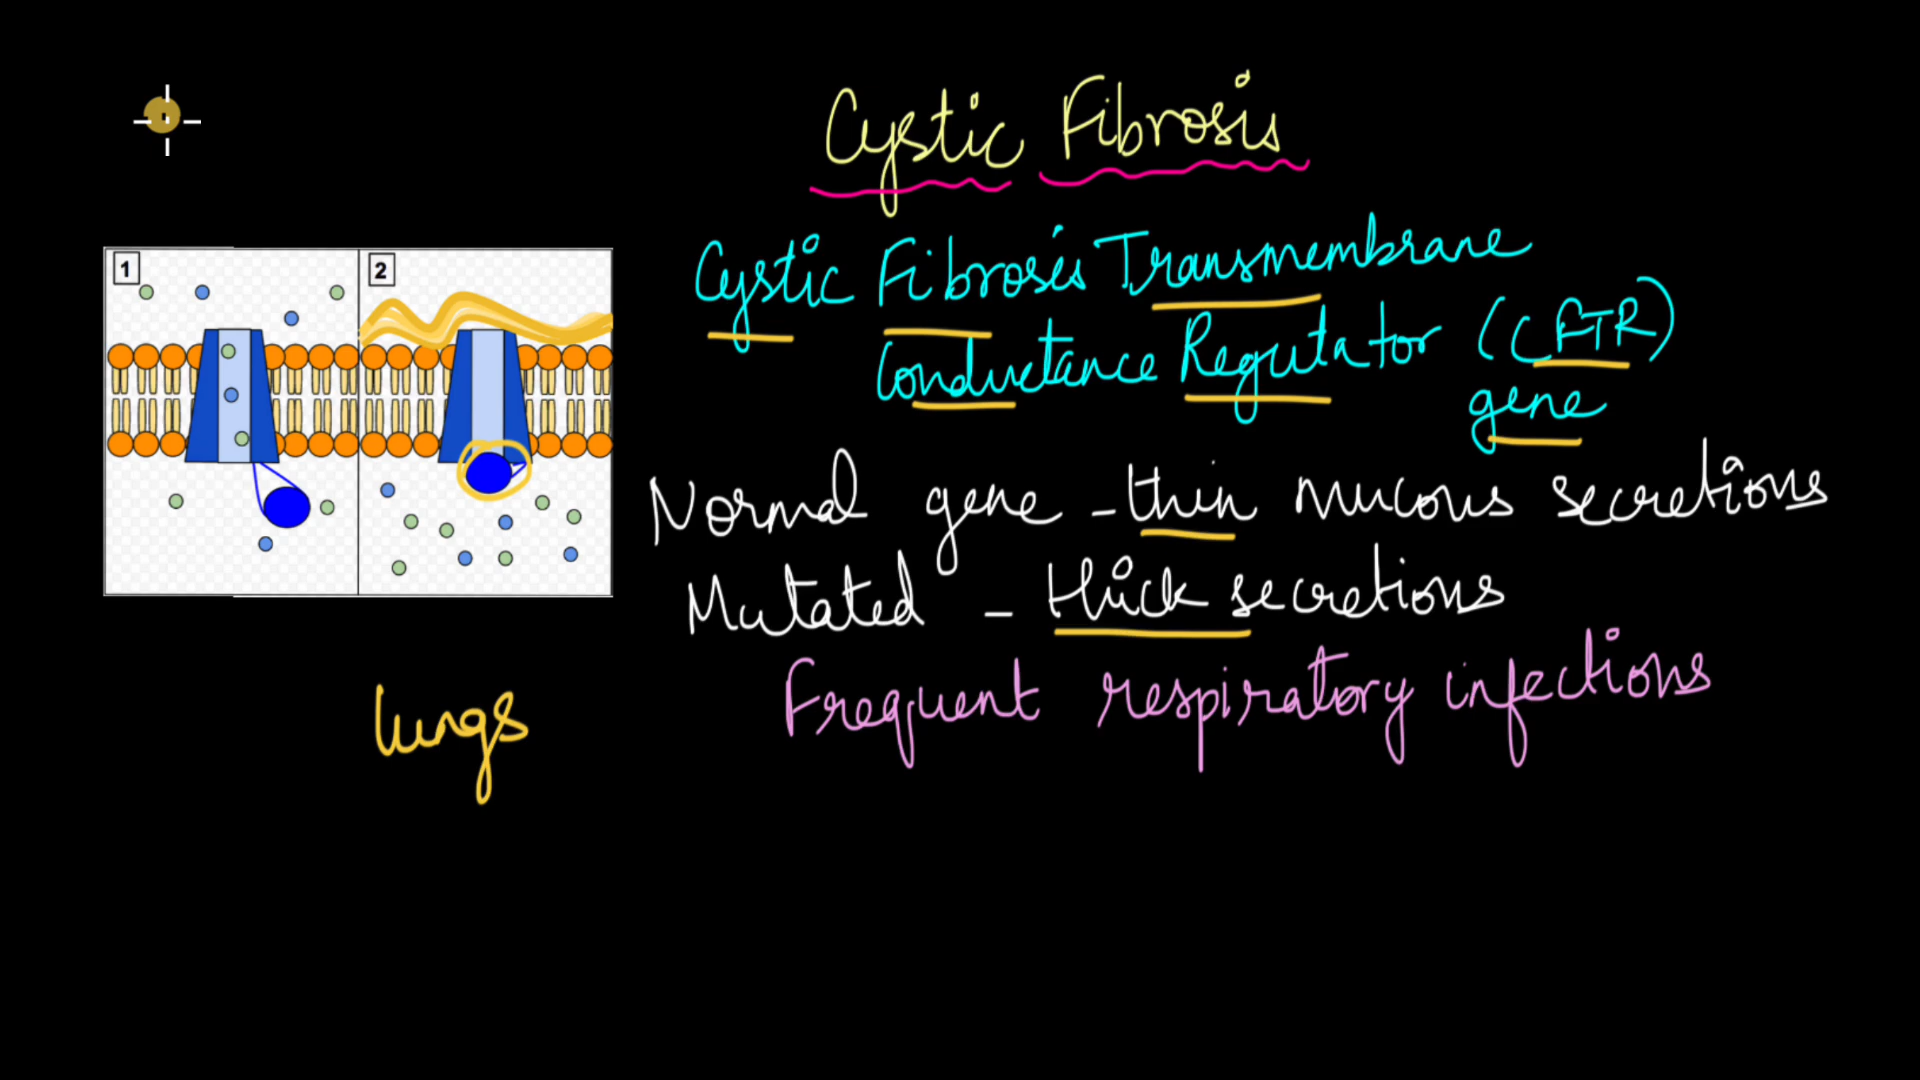 Cystic Fibrosis
Cystic Fibrosis Transmembrane
Conductance Regulator (CFTR)
gene
1
2
Normal gene - thin mucous secretions
Mutated - thick secretions
Frequent respiratory infections
lungs